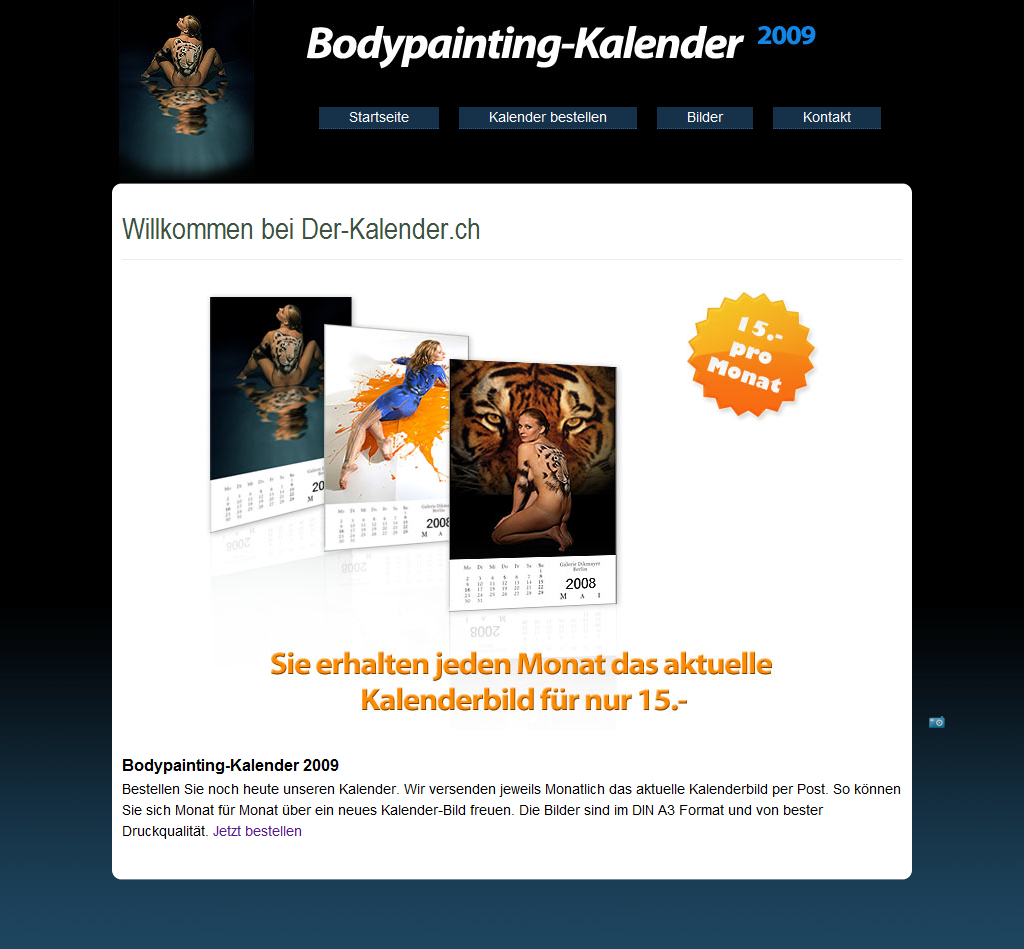 Bodypainting-Kalender 2009
Startseite Kalender bestellen Bilder Kontakt
Willkommen bei Der-Kalender.ch
15.-
pro
Monat
Galerie Dikmayer
Berlin
2008
M A I
Sie erhalten jeden Monat das aktuelle
Kalenderbild für nur 15.-
Bodypainting-Kalender 2009
Bestellen Sie noch heute unseren Kalender. Wir versenden jeweils Monatlich das aktuelle Kalenderbild per Post. So können
Sie sich Monat für Monat über ein neues Kalender-Bild freuen. Die Bilder sind im DIN A3 Format und von bester
Druckqualität. Jetzt bestellen